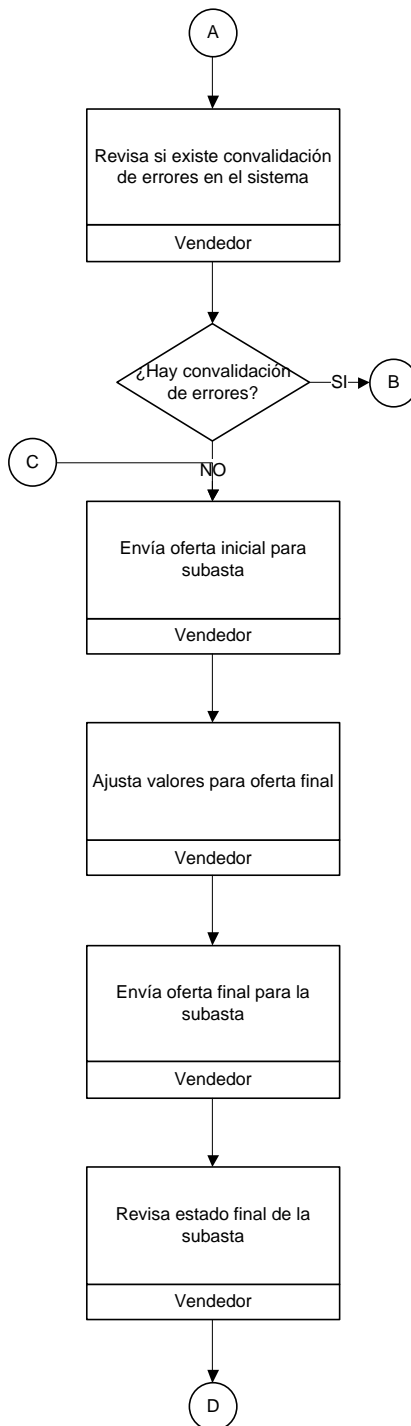 A
Revisa si existe convalidación
de errores en el sistema
Vendedor
¿Hay convalidación
de errores?
SI
B
C
NO
Envía oferta inicial para
subasta
Vendedor
Ajusta valores para oferta final
Vendedor
Envía oferta final para la
subasta
Vendedor
Revisa estado final de la
subasta
Vendedor
D